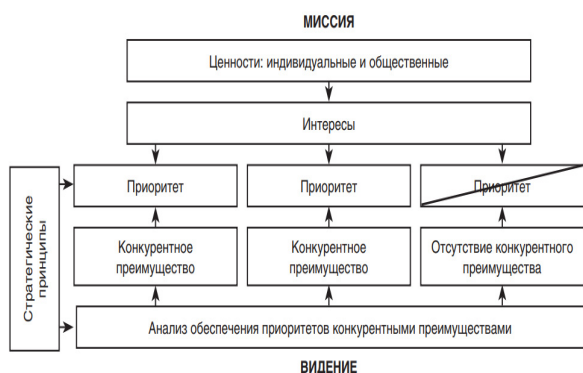 МИССИЯ
Ценности: индивидуальные и общественные
Интересы
Стратегические
принципы
Приоритет
Приоритет
Приоритет
Конкурентное
преимущество
Конкурентное
преимущество
Отсутствие конкурентного
преимущества
Анализ обеспечения приоритетов конкурентными преимуществами
ВИДЕНИЕ